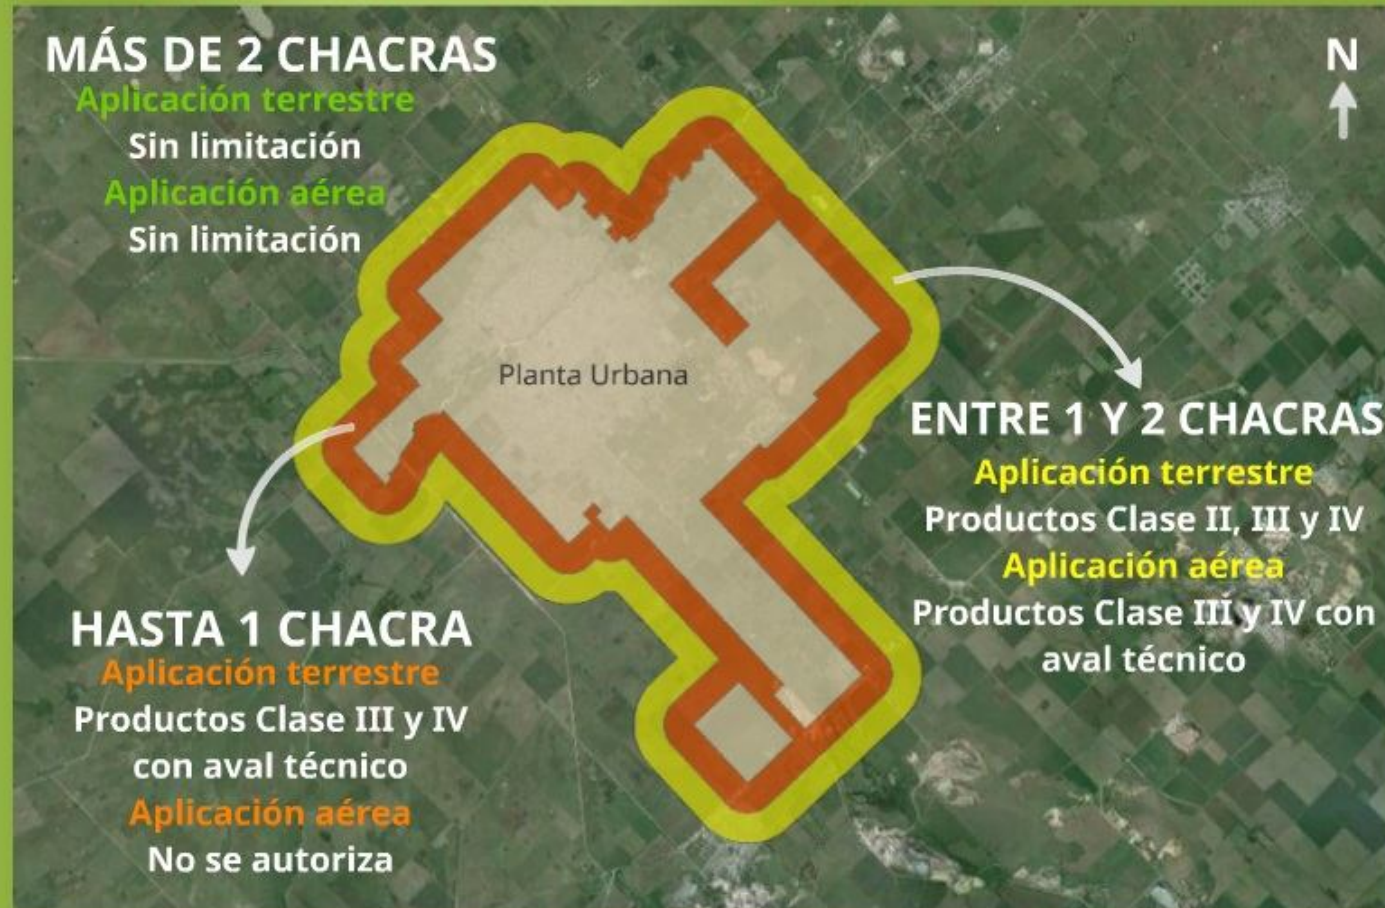 MÁS DE 2 CHACRAS
Aplicación terrestre
Sin limitación
Aplicación aérea
Sin limitación
N
Planta Urbana
ENTRE 1 Y 2 CHACRAS
Aplicación terrestre
Productos Clase II, III y IV
Aplicación aérea
Productos Clase III y IV con
aval técnico
HASTA 1 CHACRA
Aplicación terrestre
Productos Clase III y IV
con aval técnico
Aplicación aérea
No se autoriza